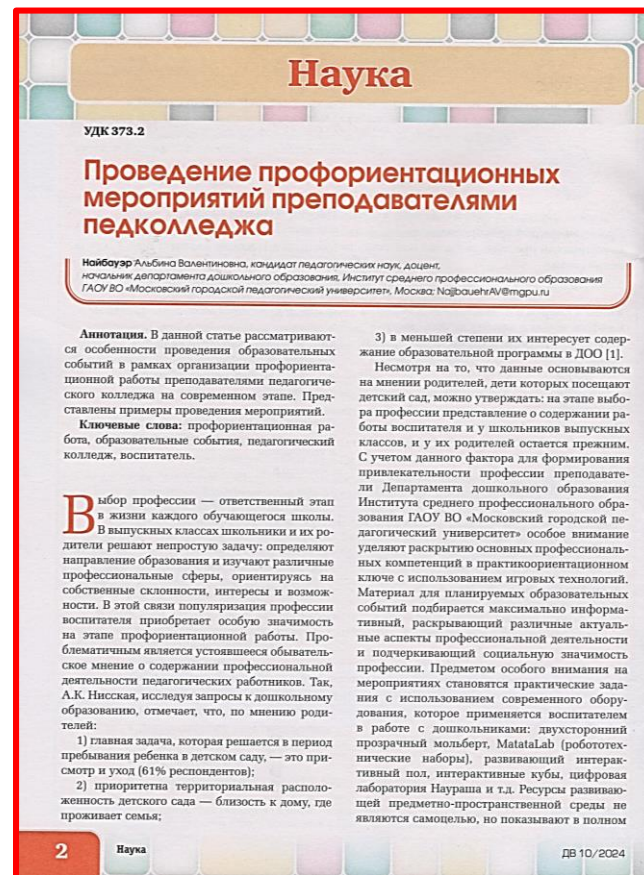 Наука
УДК 373.2
Проведение профориентационных
мероприятий преподавателями
педколледжа
Найбауэр Альбина Валентиновна, кандидат педагогических наук, доцент,
начальник департамента дошкольного образования, Институт среднего профессионального образования
ГАОУ ВО «Московский городской педагогический университет», Москва; NajjbauehrAV@mgpu.ru
Аннотация. В данной статье рассматривают-
ся особенности проведения образовательных
событий в рамках организации профориента-
ционной работы преподавателями педагогиче-
ского колледжа на современном этапе. Пред-
ставлены примеры проведения мероприятий.
Ключевые слова: профориентационная ра-
бота, образовательные события, педагогический
колледж, воспитатель.
Выбор профессии — ответственный этап
в жизни каждого обучающегося школы.
В выпускных классах школьники и их ро-
дители решают непростую задачу: определяют
направление образования и изучают различные
профессиональные сферы, ориентируясь на
собственные склонности, интересы и возмож-
ности. В этой связи популяризация профессии
воспитателя приобретает особую значимость
на этапе профориентационной работы. Про-
блематичным является устоявшееся обыватель-
ское мнение о содержании профессиональной
деятельности педагогических работников. Так,
А.К. Нисская, исследуя запросы к дошкольному
образованию, отмечает, что, по мнению роди-
телей:
1) главная задача, которая решается в период
пребывания ребенка в детском саду, — это при-
смотр и уход (61% респондентов);
2) приоритетна территориальная располо-
женность детского сада — близость к дому, где
проживает семья;
3) в меньшей степени их интересует содер-
жание образовательной программы в ДОО [1].
Несмотря на то, что данные основываются
на мнении родителей, дети которых посещают
детский сад, можно утверждать: на этапе выбо-
ра профессии представление о содержании ра-
боты воспитателя и у школьников выпускных
классов, и у их родителей остается прежним.
С учетом данного фактора для формирования
привлекательности профессии преподавате-
ли Департамента дошкольного образования
Института среднего профессионального обра-
зования ГАОУ ВО «Московский городской пе-
дагогический университет» особое внимание
уделяют раскрытию основных профессиональ-
ных компетенций в практикоориентационном
ключе с использованием игровых технологий.
Материал для планируемых образовательных
событий подбирается максимально информа-
тивный, раскрывающий различные актуаль-
ные аспекты профессиональной деятельности
и подчеркивающий социальную значимость
профессии. Предметом особого внимания на
мероприятиях становятся практические зада-
ния с использованием современного обору-
дования, которое применяется воспитателем
в работе с дошкольниками: двухсторонний
прозрачный мольберт, MatataLab (робототех-
нические наборы), развивающий интерак-
тивный пол, интерактивные кубы, цифровая
лаборатория Наураша и т.д. Ресурсы развиваю-
щей предметно-пространственной среды не
являются самоцелью, но показывают в полном
2 Наука ДВ 10/2024